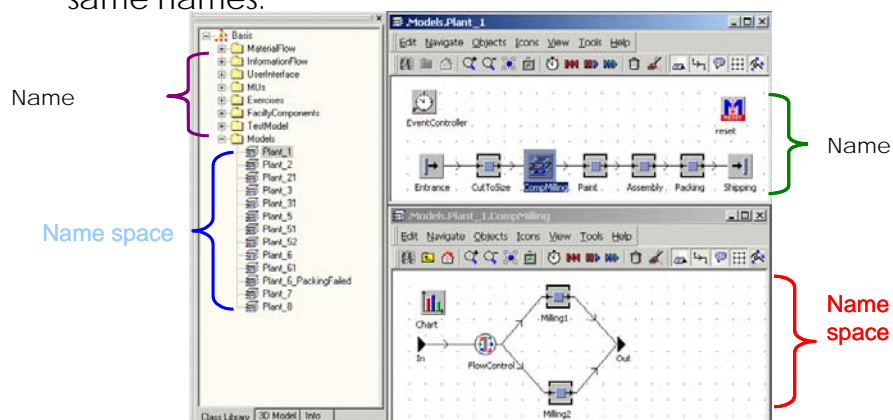 same names.
Name
Name space
Basis
MaterialFlow
InformationFlow
UserInterface
MUs
Exercises
FacilityComponents
TestModel
Models
Plant_1
Plant_2
Plant_21
Plant_3
Plant_31
Plant_5
Plant_51
Plant_52
Plant_6
Plant_61
Plant_6_PackingFailed
Plant_7
Plant_8
Class Library 3D Model Info
.Models.Plant_1
Edit Navigate Objects Icons View Tools Help
EventController
reset
Entrance CutToSize CompMilling Paint Assembly Packing Shipping
Name
.Models.Plant_1.CompMilling
Edit Navigate Objects Icons View Tools Help
Chart
Milling1
In
FlowControl
Out
Milling2
Name
space